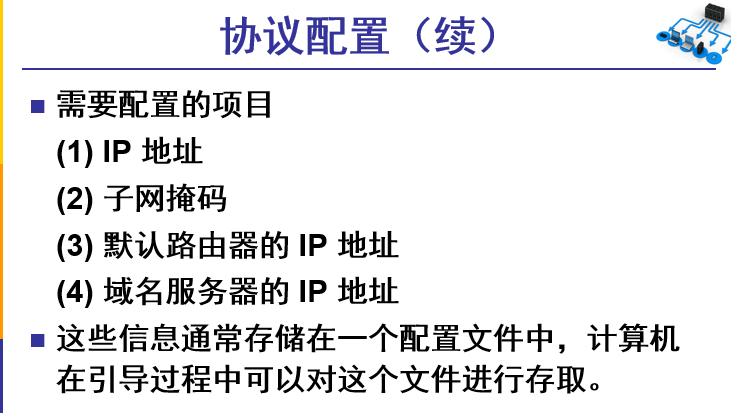 协议配置（续）
需要配置的项目
(1) IP 地址
(2) 子网掩码
(3) 默认路由器的 IP 地址
(4) 域名服务器的 IP 地址
这些信息通常存储在一个配置文件中，计算机
在引导过程中可以对这个文件进行存取。